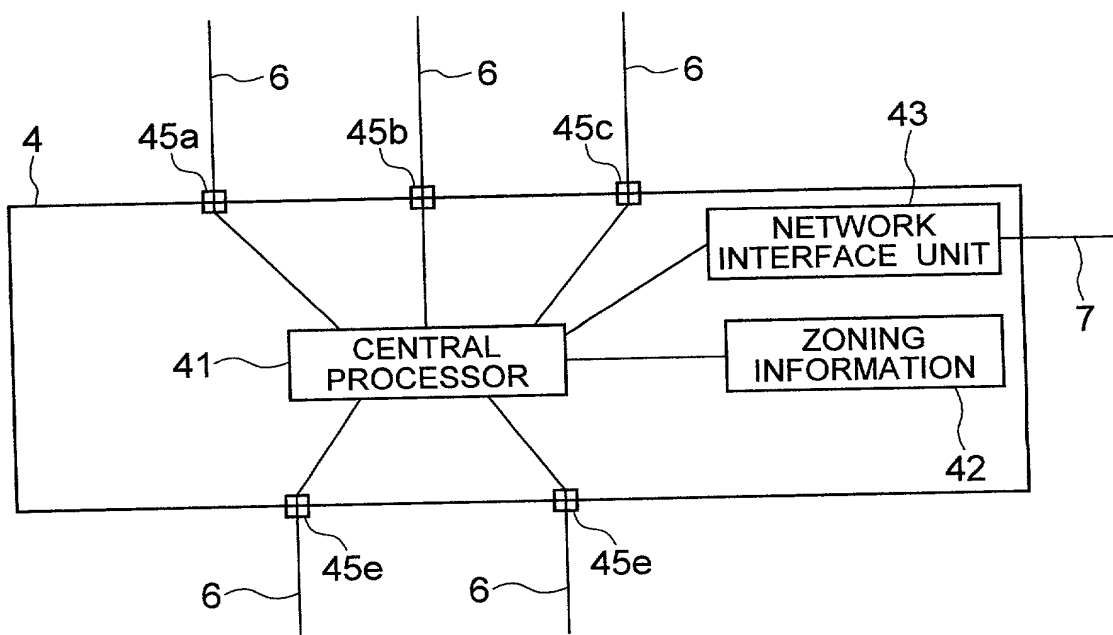 6
6
6
4
45a
45b
45c
43
NETWORK
INTERFACE UNIT
7
41
CENTRAL
PROCESSOR
ZONING
INFORMATION
42
45e
45e
6
6